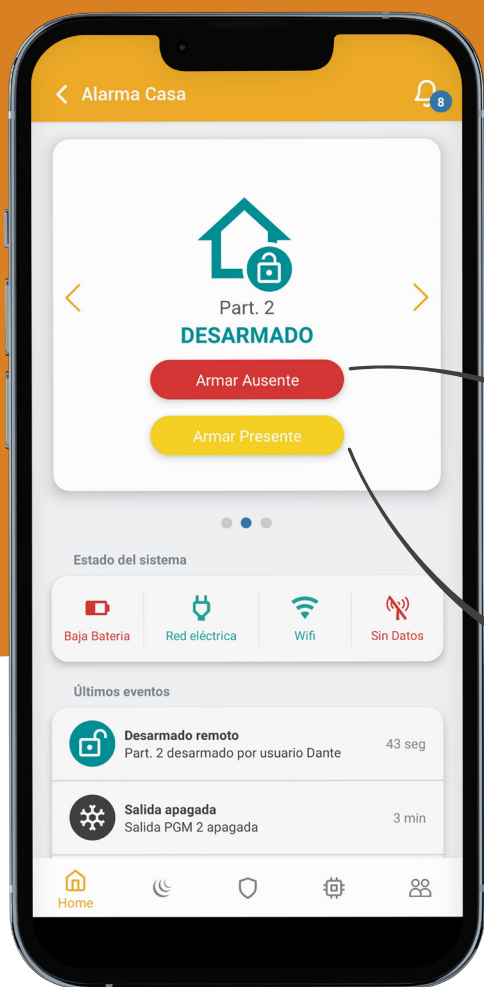 Alarma Casa
8
Part. 2
DESARMADO
Armar Ausente
Armar Presente
Estado del sistema
Baja Bateria
Red eléctrica
Wifi
Sin Datos
Últimos eventos
Desarmado remoto
Part. 2 desarmado por usuario Dante
43 seg
Salida apagada
Salida PGM 2 apagada
3 min
Home